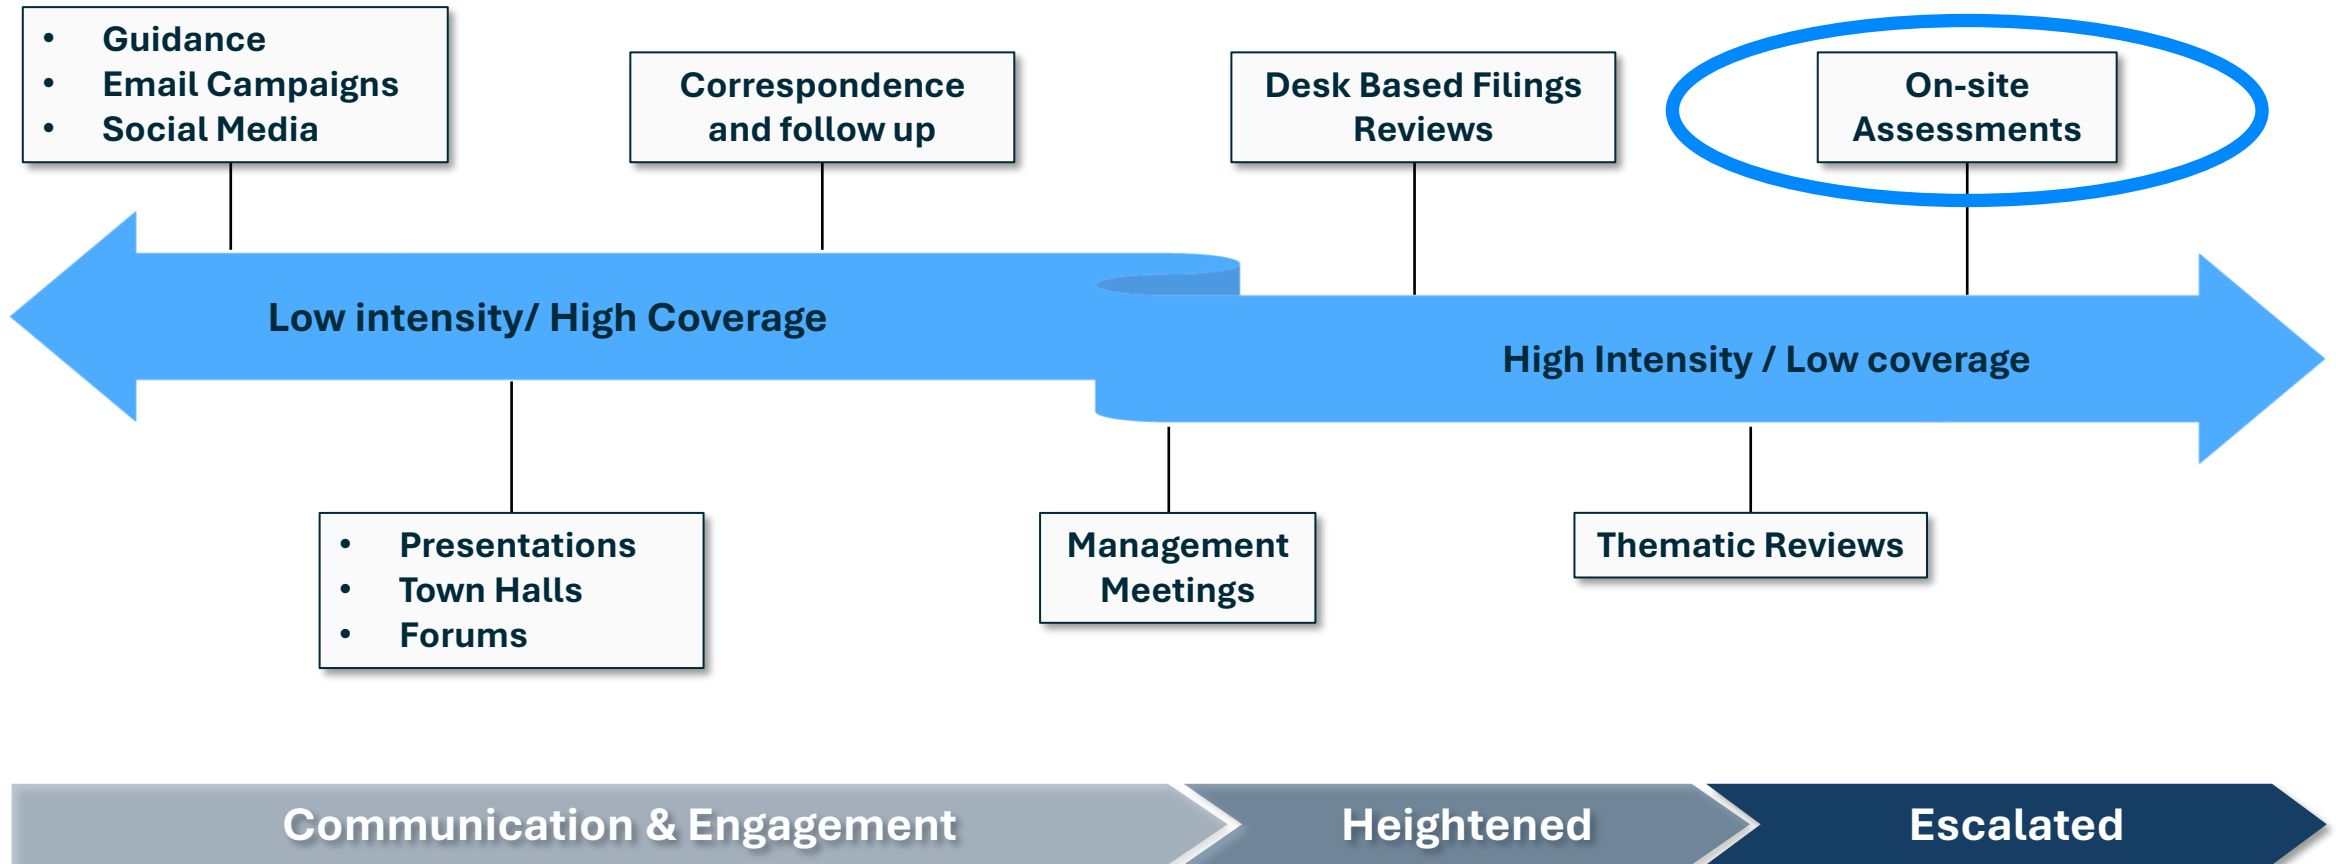 • Guidance
• Email Campaigns
• Social Media
Correspondence
and follow up
Desk Based Filings
Reviews
On-site
Assessments
Low intensity/ High Coverage
High Intensity / Low coverage
• Presentations
• Town Halls
• Forums
Management
Meetings
Thematic Reviews
Communication & Engagement
Heightened
Escalated